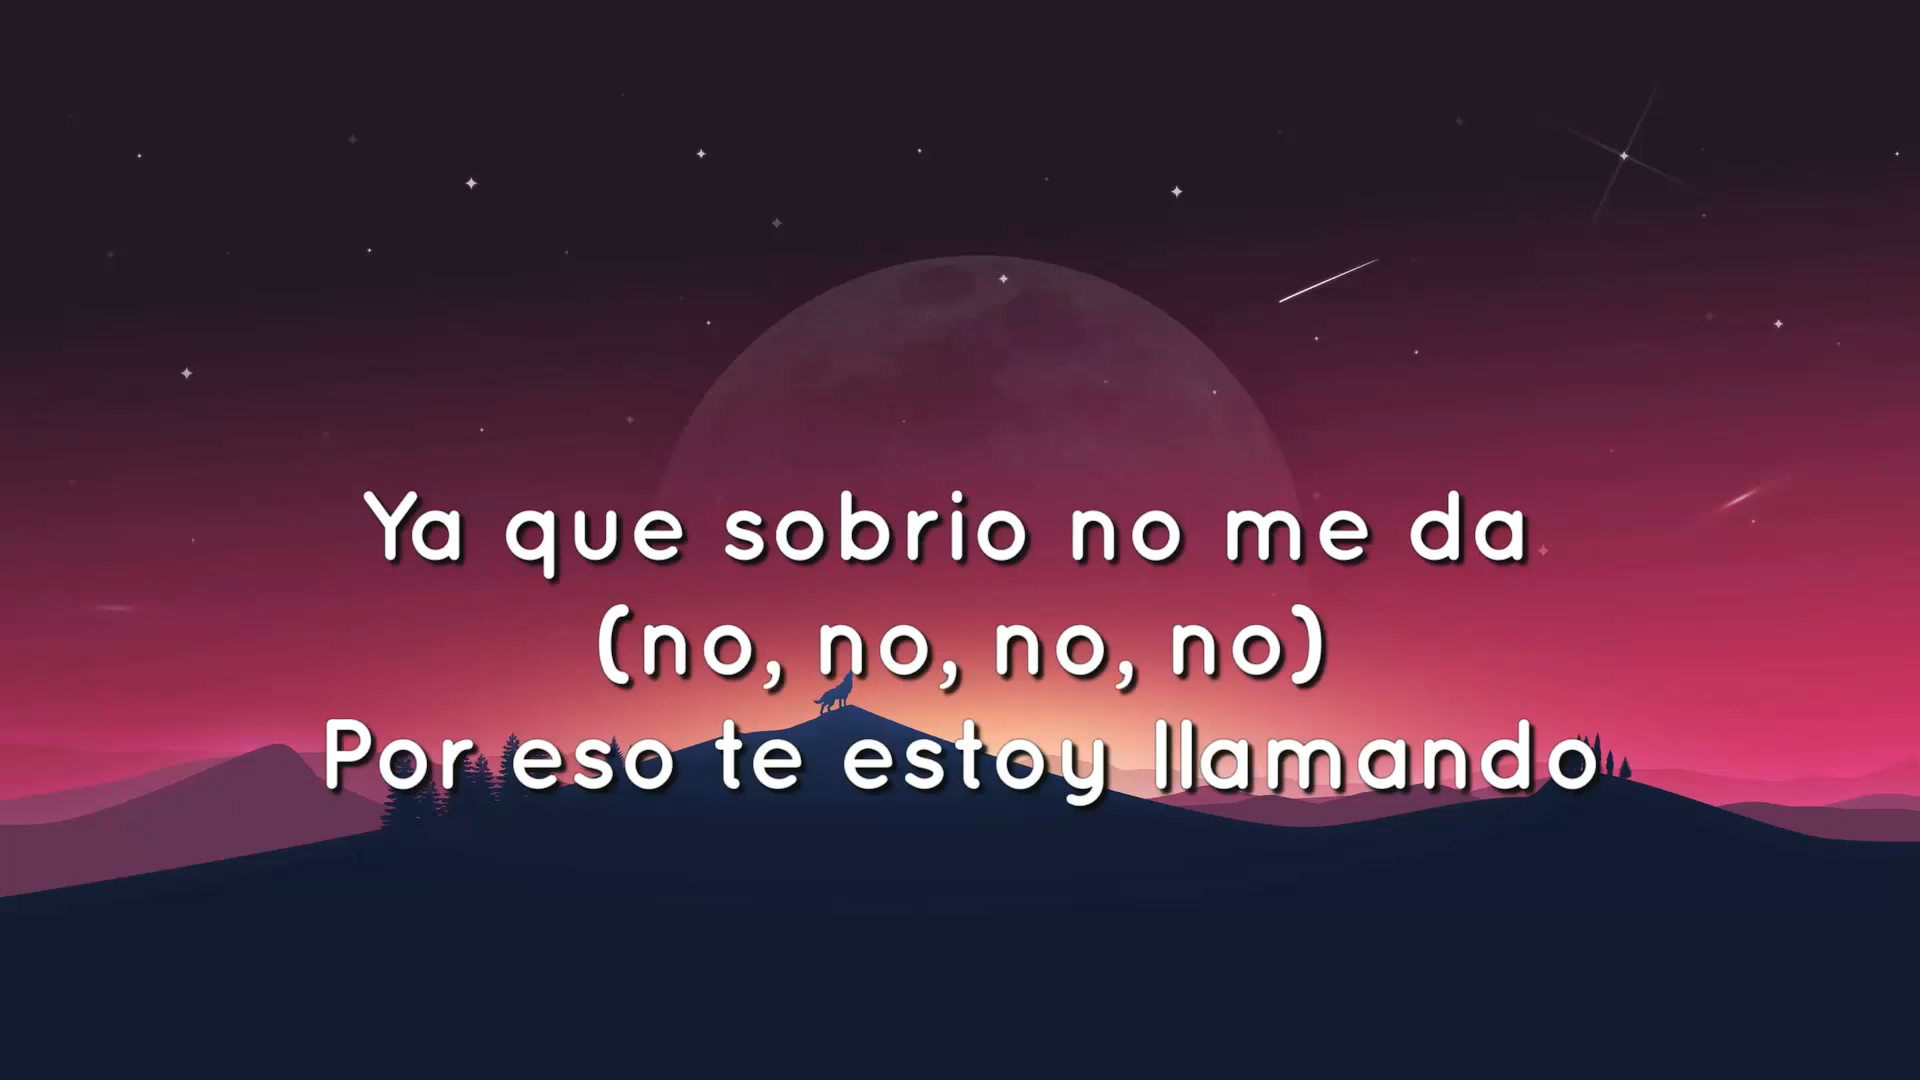 Ya que sobrio no me da
(no, no, no, no)
Por eso te estoy llamando